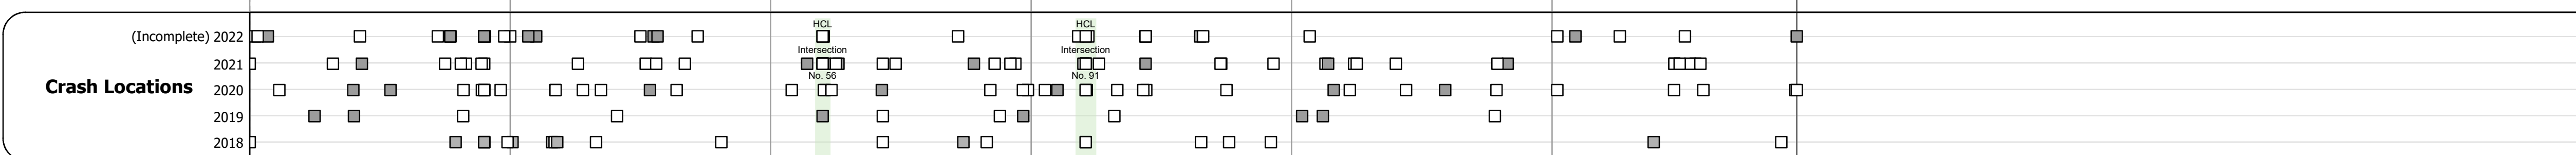 HCL HCL
(Incomplete) 2022
Intersection Intersection
2021
No. 56 No. 91
Crash Locations
2020
2019
2018